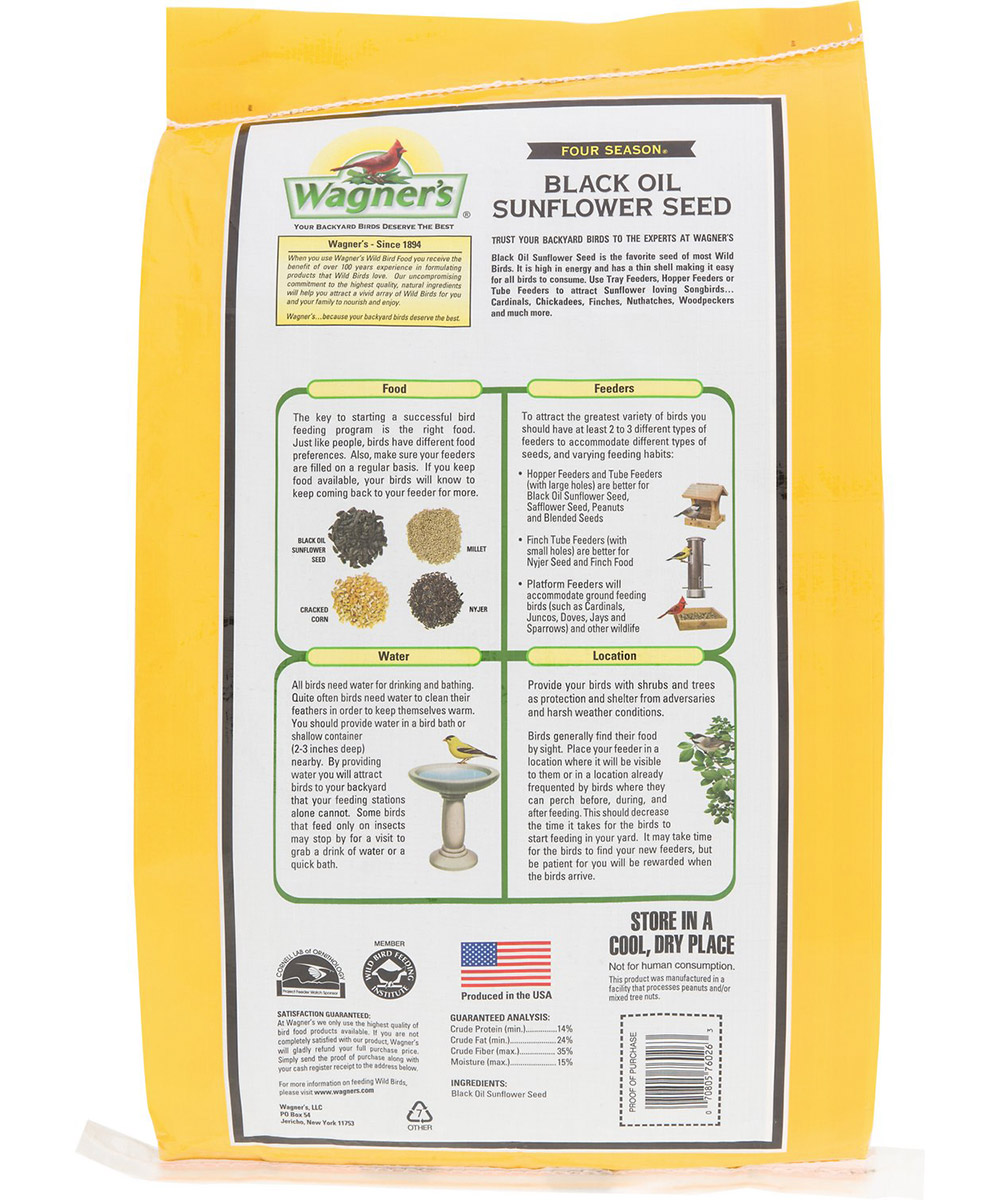 Wagner's®
YOUR BACKYARD BIRDS DESERVE THE BEST
Wagner's - Since 1894
When you use Wagner's Wild Bird Food you receive the
benefit of over 100 years experience in formulating
products that Wild Birds love. Our uncompromising
commitment to the highest quality, natural ingredients
will help you attract a vivid array of Wild Birds for you
and your family to nourish and enjoy.
Wagner's...because your backyard birds deserve the best.
FOUR SEASON®
BLACK OIL
SUNFLOWER SEED
TRUST YOUR BACKYARD BIRDS TO THE EXPERTS AT WAGNER'S
Black Oil Sunflower Seed is the favorite seed of most Wild
Birds. It is high in energy and has a thin shell making it easy
for all birds to consume. Use Tray Feeders, Hopper Feeders or
Tube Feeders to attract Sunflower loving Songbirds...
Cardinals, Chickadees, Finches, Nuthatches, Woodpeckers
and much more.
Food
The key to starting a successful bird
feeding program is the right food.
Just like people, birds have different food
preferences. Also, make sure your feeders
are filled on a regular basis. If you keep
food available, your birds will know to
keep coming back to your feeder for more.
BLACK OIL
SUNFLOWER
SEED
MILLET
CRACKED
CORN
NYJER
Feeders
To attract the greatest variety of birds you
should have at least 2 to 3 different types of
feeders to accommodate different types of
seeds, and varying feeding habits:
• Hopper Feeders and Tube Feeders
(with large holes) are better for
Black Oil Sunflower Seed,
Safflower Seed, Peanuts
and Blended Seeds
• Finch Tube Feeders (with
small holes) are better for
Nyjer Seed and Finch Food
• Platform Feeders will
accommodate ground feeding
birds (such as Cardinals,
Juncos, Doves, Jays and
Sparrows) and other wildlife
Water
All birds need water for drinking and bathing.
Quite often birds need water to clean their
feathers in order to keep themselves warm.
You should provide water in a bird bath or
shallow container
(2-3 inches deep)
nearby. By providing
water you will attract
birds to your backyard
that your feeding stations
alone cannot. Some birds
that feed only on insects
may stop by for a visit to
grab a drink of water or a
quick bath.
Location
Provide your birds with shrubs and trees
as protection and shelter from adversaries
and harsh weather conditions.
Birds generally find their food
by sight. Place your feeder in a
location where it will be visible
to them or in a location already
frequented by birds where they
can perch before, during, and
after feeding. This should decrease
the time it takes for the birds to
start feeding in your yard. It may take time
for the birds to find your new feeders, but
be patient for you will be rewarded when
the birds arrive.
CORNELL LAB of ORNITHOLOGY
Project Feeder Watch Sponsor
MEMBER
WILD BIRD FEEDING
INSTITUTE
Produced in the USA
STORE IN A
COOL, DRY PLACE
Not for human consumption.
This product was manufactured in a
facility that processes peanuts and/or
mixed tree nuts.
SATISFACTION GUARANTEED:
At Wagner's we only use the highest quality of
bird food products available. If you are not
completely satisfied with our product, Wagner's
will gladly refund your full purchase price.
Simply send the proof of purchase along with
your cash register receipt to the address below.
For more information on feeding Wild Birds,
please visit www.wagners.com
Wagner's, LLC
PO Box 54
Jericho, New York 11753
7
OTHER
GUARANTEED ANALYSIS:
Crude Protein (min.)...............14%
Crude Fat (min.)......................24%
Crude Fiber (max.).................35%
Moisture (max.)......................15%
INGREDIENTS:
Black Oil Sunflower Seed
PROOF OF PURCHASE
0 70805 76026 3